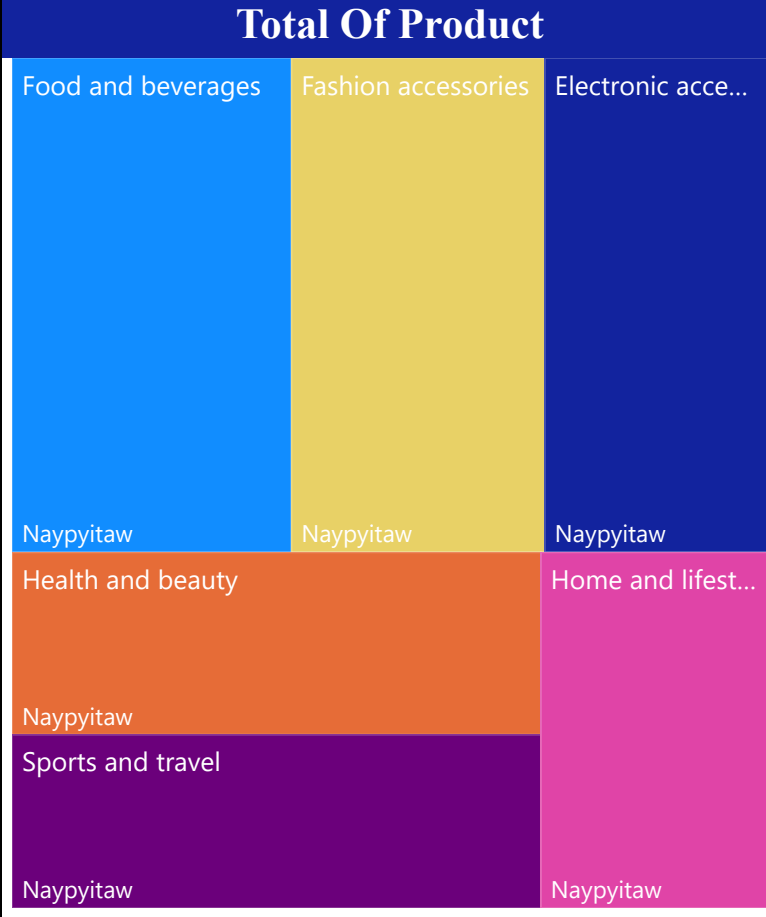 Total Of Product
Food and beverages
Fashion accessories
Electronic acce...
Naypyitaw
Naypyitaw
Naypyitaw
Health and beauty
Home and lifest...
Naypyitaw
Sports and travel
Naypyitaw
Naypyitaw